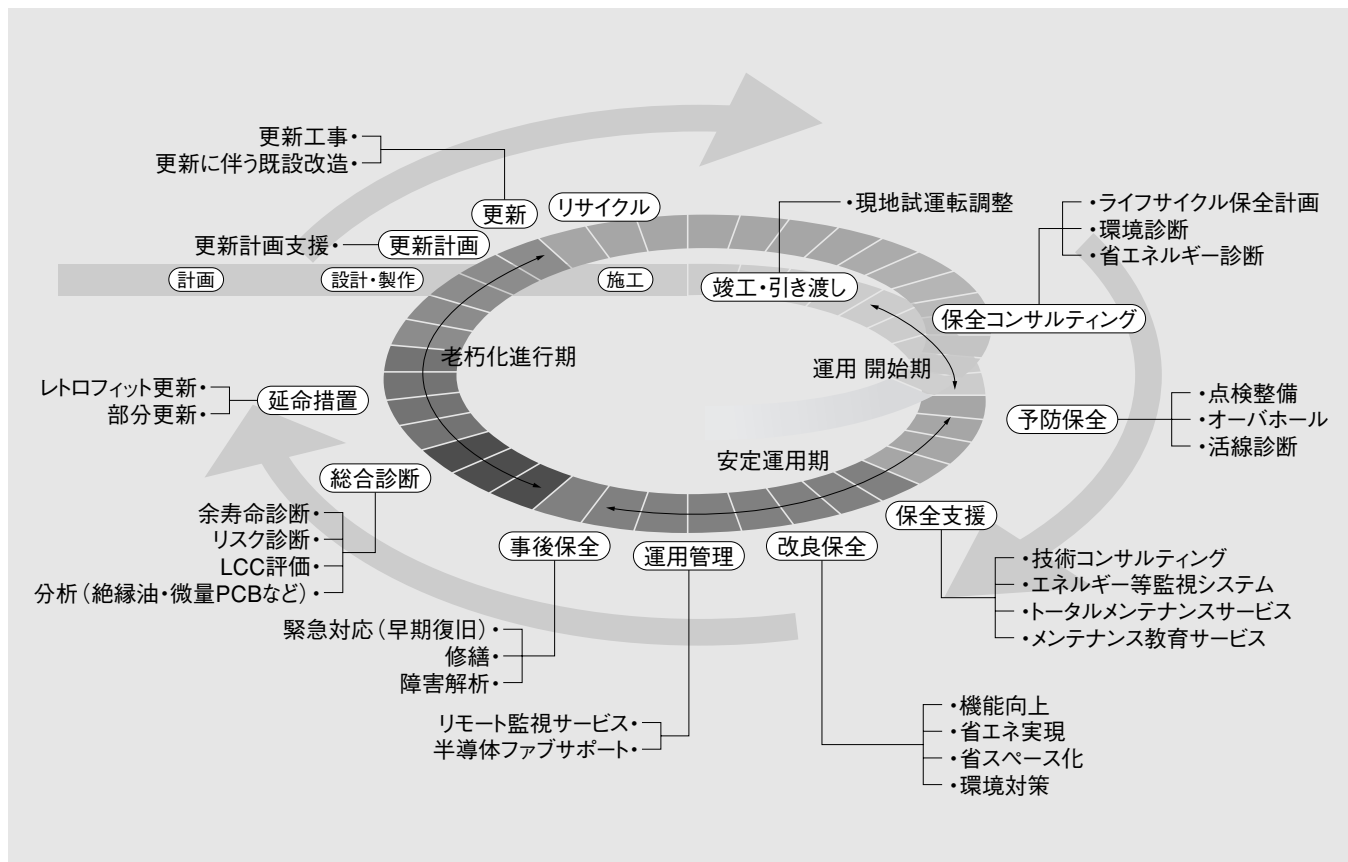 更新工事・
更新に伴う既設改造・
更新
リサイクル
・現地試運転調整
・ライフサイクル保全計画
・環境診断
・省エネルギー診断
更新計画支援・
更新計画
計画
設計・製作
施工
竣工・引き渡し
保全コンサルティング
老朽化進行期
運用 開始期
レトロフィット更新・
部分更新・
延命措置
予防保全
・点検整備
・オーバホール
・活線診断
安定運用期
総合診断
余寿命診断・
リスク診断・
LCC評価・
分析（絶縁油・微量PCBなど）・
保全支援
・技術コンサルティング
・エネルギー等監視システム
・トータルメンテナンスサービス
・メンテナンス教育サービス
事後保全
運用管理
改良保全
緊急対応（早期復旧）・
修繕・
障害解析・
リモート監視サービス・
半導体ファブサポート・
・機能向上
・省エネ実現
・省スペース化
・環境対策